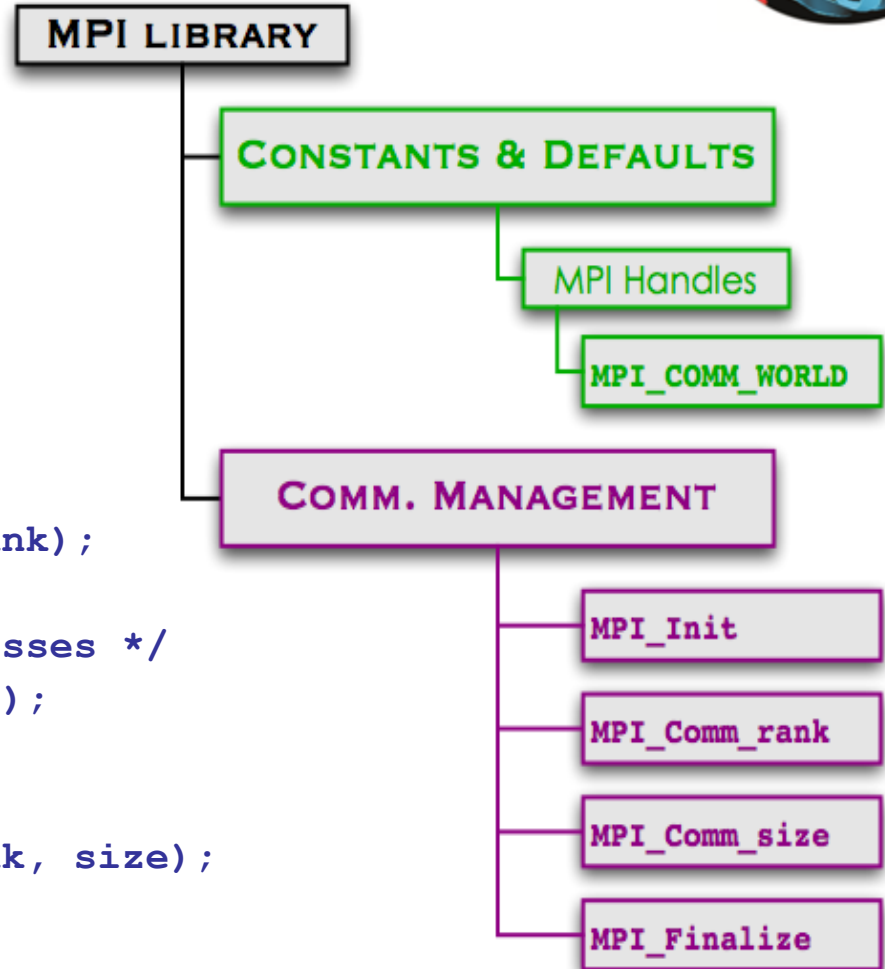 MPI LIBRARY
CONSTANTS & DEFAULTS
MPI Handles
MPI_COMM_WORLD
COMM. MANAGEMENT
MPI_Init
MPI_Comm_rank
MPI_Comm_size
MPI_Finalize
nk);
sses */
);
k, size);